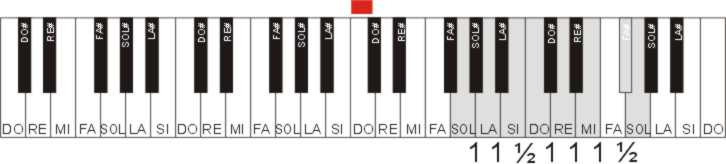 DO# RE# FA# SOL# LA# DO# RE# FA# SOL# LA# DO# RE# FA# SOL# LA# DO# RE# FA# SOL# LA#
DO RE MI FA SOL LA SI DO RE MI FA SOL LA SI DO RE MI FA SOL LA SI DO RE MI FA SOL LA SI DO
1 1 ½ 1 1 1 ½